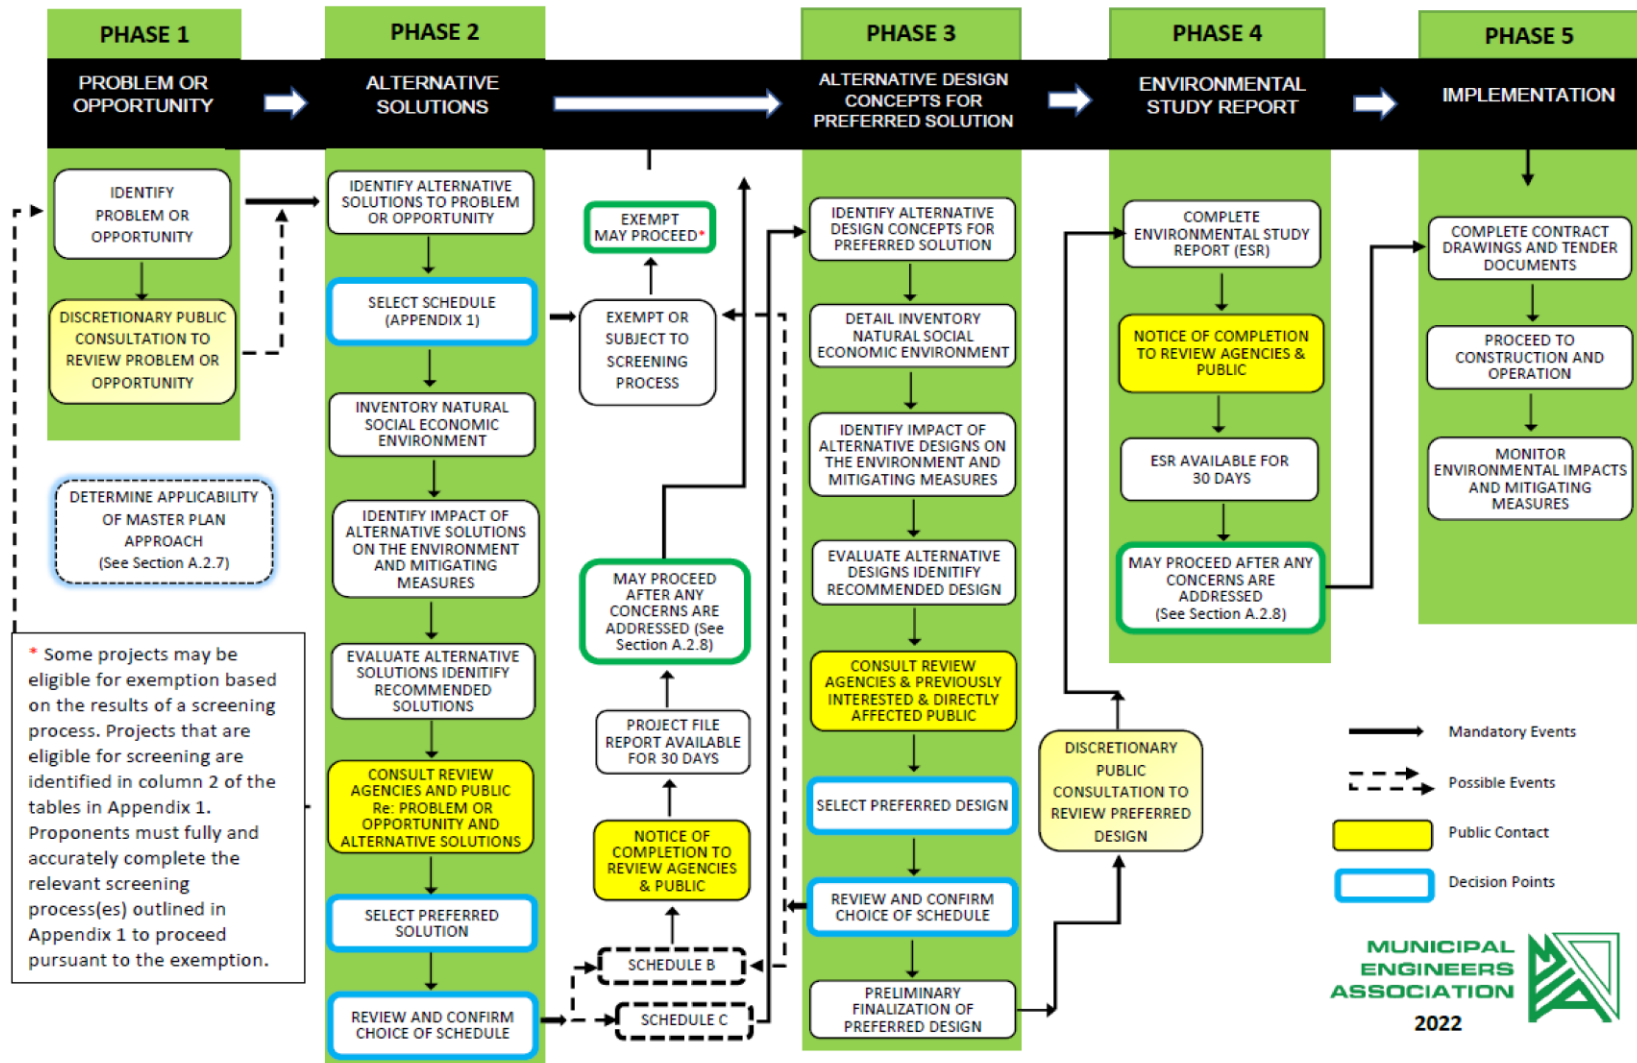 PHASE 1
PROBLEM OR
OPPORTUNITY
IDENTIFY
PROBLEM OR
OPPORTUNITY
DISCRETIONARY PUBLIC
CONSULTATION TO
REVIEW PROBLEM OR
OPPORTUNITY
DETERMINE APPLICABILITY
OF MASTER PLAN
APPROACH
(See Section A.2.7)
* Some projects may be
eligible for exemption based
on the results of a screening
process. Projects that are
eligible for screening are
identified in column 2 of the
tables in Appendix 1.
Proponents must fully and
accurately complete the
relevant screening
process(es) outlined in
Appendix 1 to proceed
pursuant to the exemption.
PHASE 2
ALTERNATIVE
SOLUTIONS
IDENTIFY ALTERNATIVE
SOLUTIONS TO PROBLEM
OR OPPORTUNITY
SELECT SCHEDULE
(APPENDIX 1)
INVENTORY NATURAL
SOCIAL ECONOMIC
ENVIRONMENT
IDENTIFY IMPACT OF
ALTERNATIVE SOLUTIONS
ON THE ENVIRONMENT
AND MITIGATING
MEASURES
EVALUATE ALTERNATIVE
SOLUTIONS IDEINTIFY
RECOMMENDED
SOLUTIONS
CONSULT REVIEW
AGENCIES AND PUBLIC
Re: PROBLEM OR
OPPORTUNITY AND
ALTERNATIVE SOLUTIONS
SELECT PREFERRED
SOLUTION
REVIEW AND CONFIRM
CHOICE OF SCHEDULE
EXEMPT
MAY PROCEED*
EXEMPT OR
SUBJECT TO
SCREENING
PROCESS
MAY PROCEED
AFTER ANY
CONCERNS ARE
ADDRESSED (See
Section A.2.8)
PROJECT FILE
REPORT AVAILABLE
FOR 30 DAYS
NOTICE OF
COMPLETION TO
REVIEW AGENCIES
& PUBLIC
SCHEDULE B
SCHEDULE C
PHASE 3
ALTERNATIVE DESIGN
CONCEPTS FOR
PREFERRED SOLUTION
IDENTIFY ALTERNATIVE
DESIGN CONCEPTS FOR
PREFERRED SOLUTION
DETAIL INVENTORY
NATURAL SOCIAL
ECONOMIC ENVIRONMENT
IDENTIFY IMPACT OF
ALTERNATIVE DESIGNS ON
THE ENVIRONMENT AND
MITIGATING MEASURES
EVALUATE ALTERNATIVE
DESIGNS IDEINTIFY
RECOMMENDED DESIGN
CONSULT REVIEW
AGENCIES & PREVIOUSLY
INTERESTED & DIRECTLY
AFFECTED PUBLIC
SELECT PREFERRED DESIGN
REVIEW AND CONFIRM
CHOICE OF SCHEDULE
PRELIMINARY
FINALIZATION OF
PREFERRED DESIGN
DISCRETIONARY
PUBLIC
CONSULTATION TO
REVIEW PREFERRED
DESIGN
PHASE 4
ENVIRONMENTAL
STUDY REPORT
COMPLETE
ENVIRONMENTAL STUDY
REPORT (ESR)
NOTICE OF COMPLETION
TO REVIEW AGENCIES &
PUBLIC
ESR AVAILABLE FOR
30 DAYS
MAY PROCEED AFTER ANY
CONCERNS ARE
ADDRESSED
(See Section A.2.8)
PHASE 5
IMPLEMENTATION
COMPLETE CONTRACT
DRAWINGS AND TENDER
DOCUMENTS
PROCEED TO
CONSTRUCTION AND
OPERATION
MONITOR
ENVIRONMENTAL IMPACTS
AND MITIGATING
MEASURES
Mandatory Events
Possible Events
Public Contact
Decision Points
MUNICIPAL
ENGINEERS
ASSOCIATION
2022